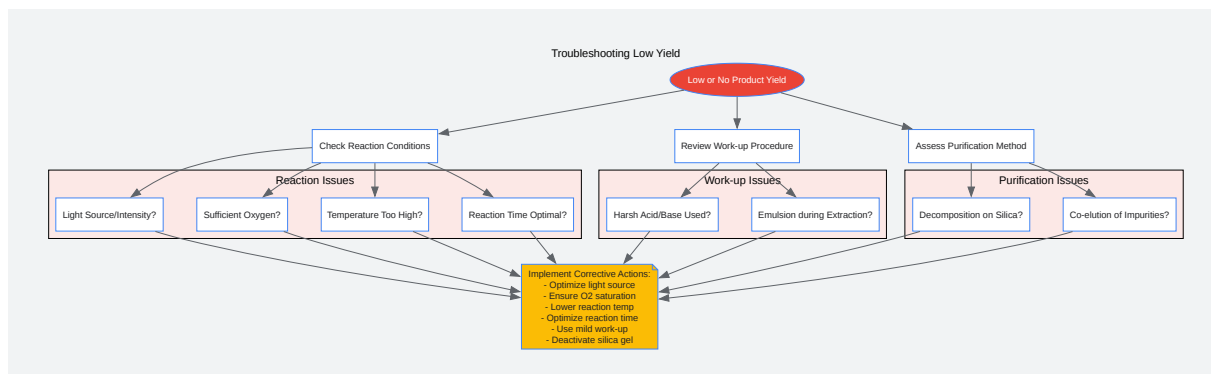 Troubleshooting Low Yield
Low or No Product Yield
Check Reaction Conditions
Review Work-up Procedure
Assess Purification Method
Reaction Issues
Work-up Issues
Purification Issues
Light Source/Intensity?
Sufficient Oxygen?
Temperature Too High?
Reaction Time Optimal?
Harsh Acid/Base Used?
Emulsion during Extraction?
Decomposition on Silica?
Co-elution of Impurities?
Implement Corrective Actions:
- Optimize light source
- Ensure O2 saturation
- Lower reaction temp
- Optimize reaction time
- Use mild work-up
- Deactivate silica gel